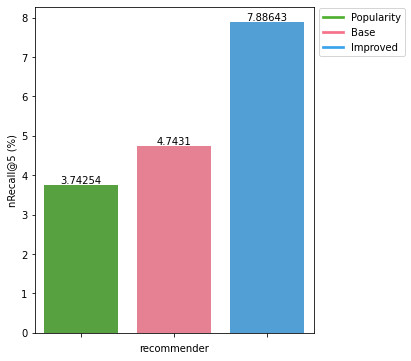 Popularity
Base
Improved
nRecall@5 (%)
8
7
6
5
4
3
2
1
0
3.74254
4.7431
7.88643
recommender